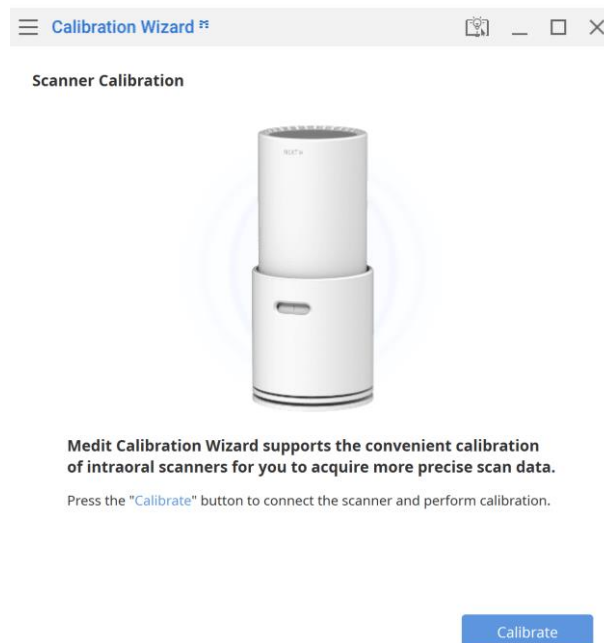 Calibration Wizard
Scanner Calibration
Medit Calibration Wizard supports the convenient calibration
of intraoral scanners for you to acquire more precise scan data.
Press the "Calibrate" button to connect the scanner and perform calibration.
Calibrate